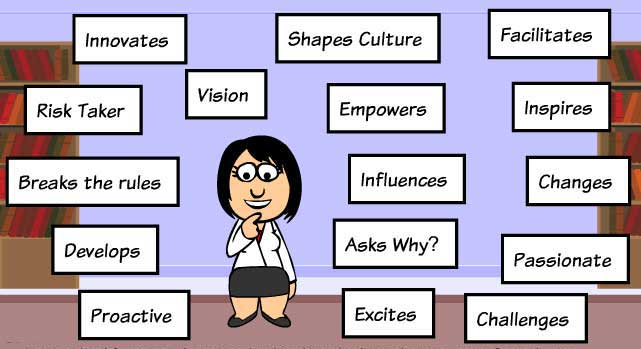 Innovates
Shapes Culture
Facilitates
Vision
Risk Taker
Empowers
Inspires
Breaks the rules
Influences
Changes
Develops
Asks Why?
Passionate
Proactive
Excites
Challenges